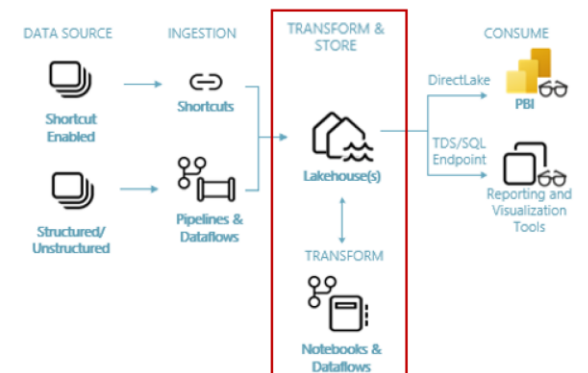 DATA SOURCE
INGESTION
TRANSFORM &
STORE
CONSUME
Shortcut
Enabled
Shortcuts
Structured/
Unstructured
Pipelines &
Dataflows
Lakehouse(s)
TRANSFORM
Notebooks &
Dataflows
DirectLake
PBI
TDS/SQL
Endpoint
Reporting and
Visualization
Tools